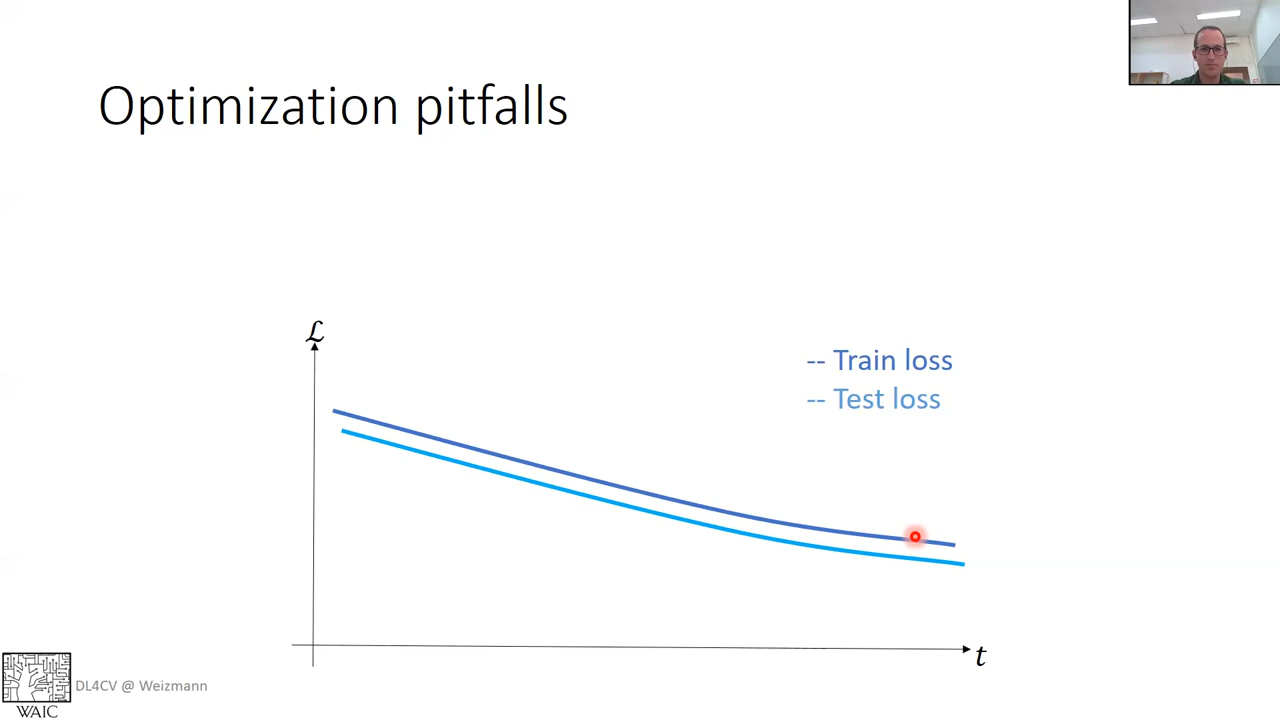 Optimization pitfalls
ℒ
-- Train loss
-- Test loss
t
DL4CV @ Weizmann
WAIC